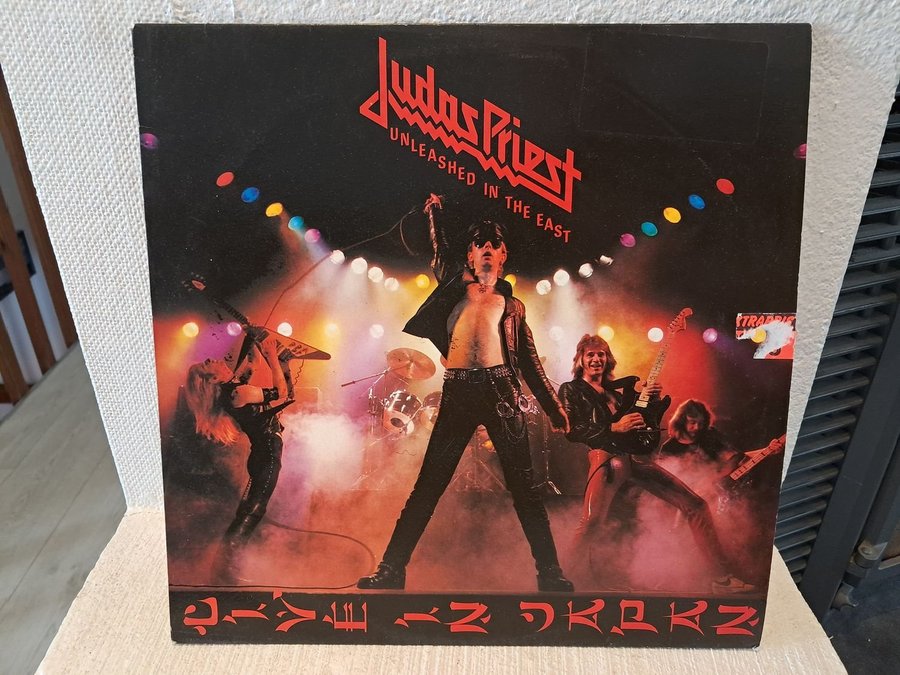 Judas Priest
UNLEASHED IN THE EAST
LIVE IN JAPAN